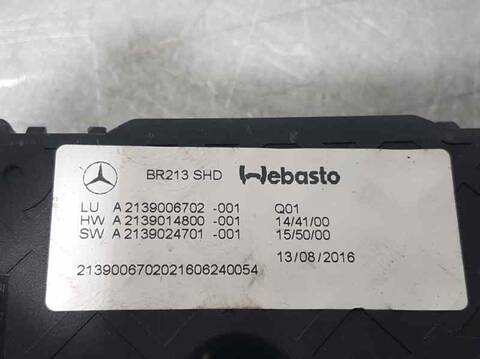 BR213 SHD Webasto
LU A 2139006702 -001 Q01
HW A 2139014800 -001 14/41/00
SW A 2139024701 -001 15/50/00
13/08/2016
2139006702021606240054